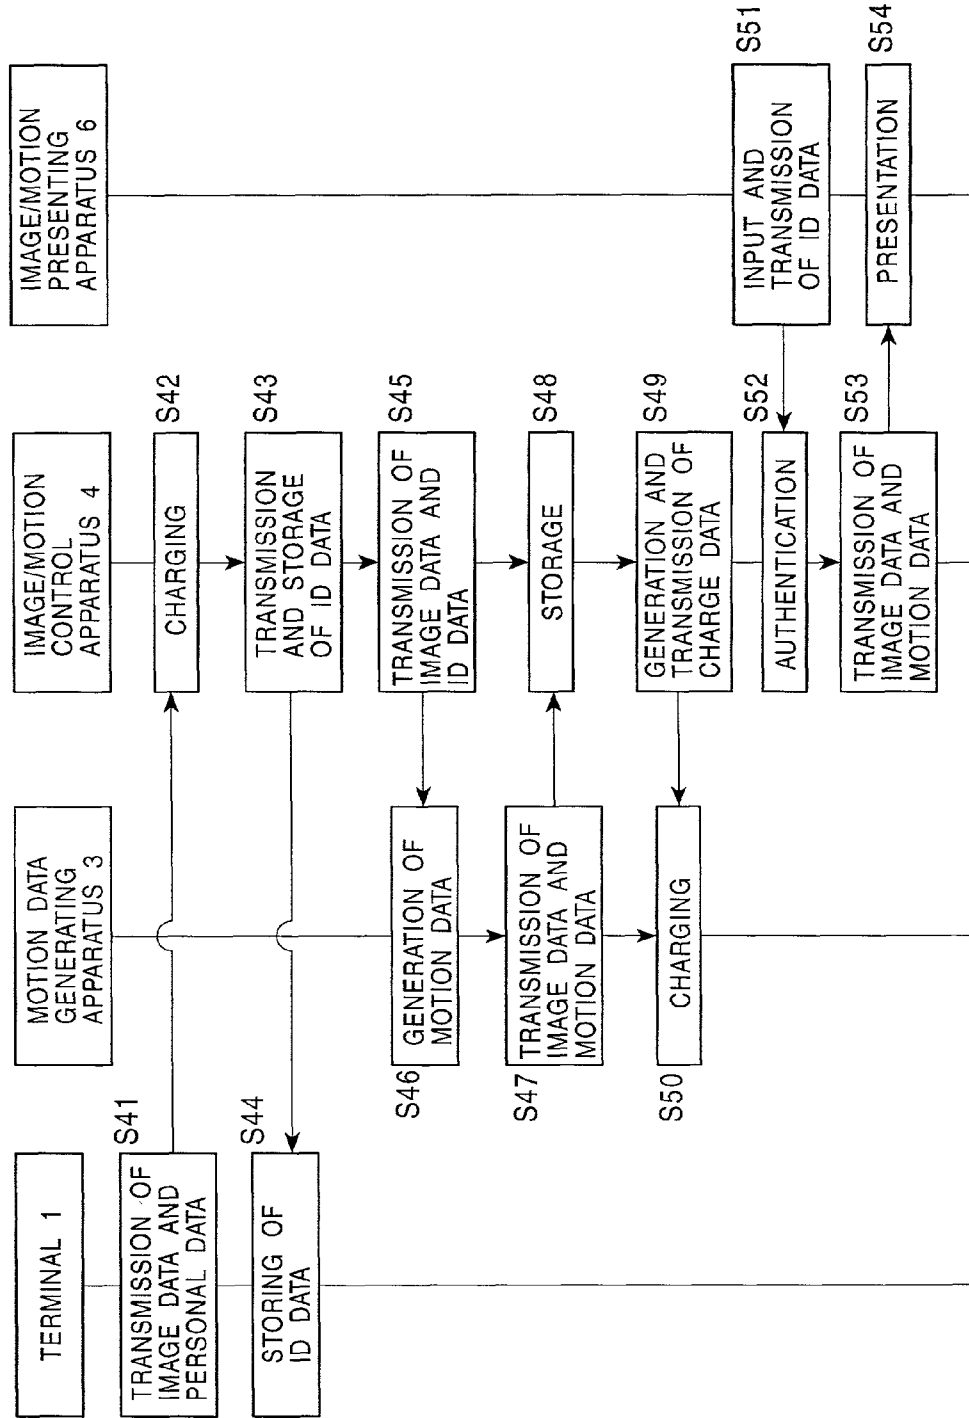 TERMINAL 1
MOTION DATA
GENERATING
APPARATUS 3
IMAGE/MOTION
CONTROL
APPARATUS 4
IMAGE/MOTION
PRESENTING
APPARATUS 6
S41
TRANSMISSION OF
IMAGE DATA AND
PERSONAL DATA
S42
CHARGING
S43
TRANSMISSION
AND STORAGE
OF ID DATA
S44
STORING OF
ID DATA
S45
TRANSMISSION OF
IMAGE DATA AND
ID DATA
S46
GENERATION OF
MOTION DATA
S47
TRANSMISSION OF
IMAGE DATA AND
MOTION DATA
S48
STORAGE
S49
GENERATION AND
TRANSMISSION OF
CHARGE DATA
S50
CHARGING
S51
INPUT AND
TRANSMISSION
OF ID DATA
S52
AUTHENTICATION
S53
TRANSMISSION OF
IMAGE DATA AND
MOTION DATA
S54
PRESENTATION